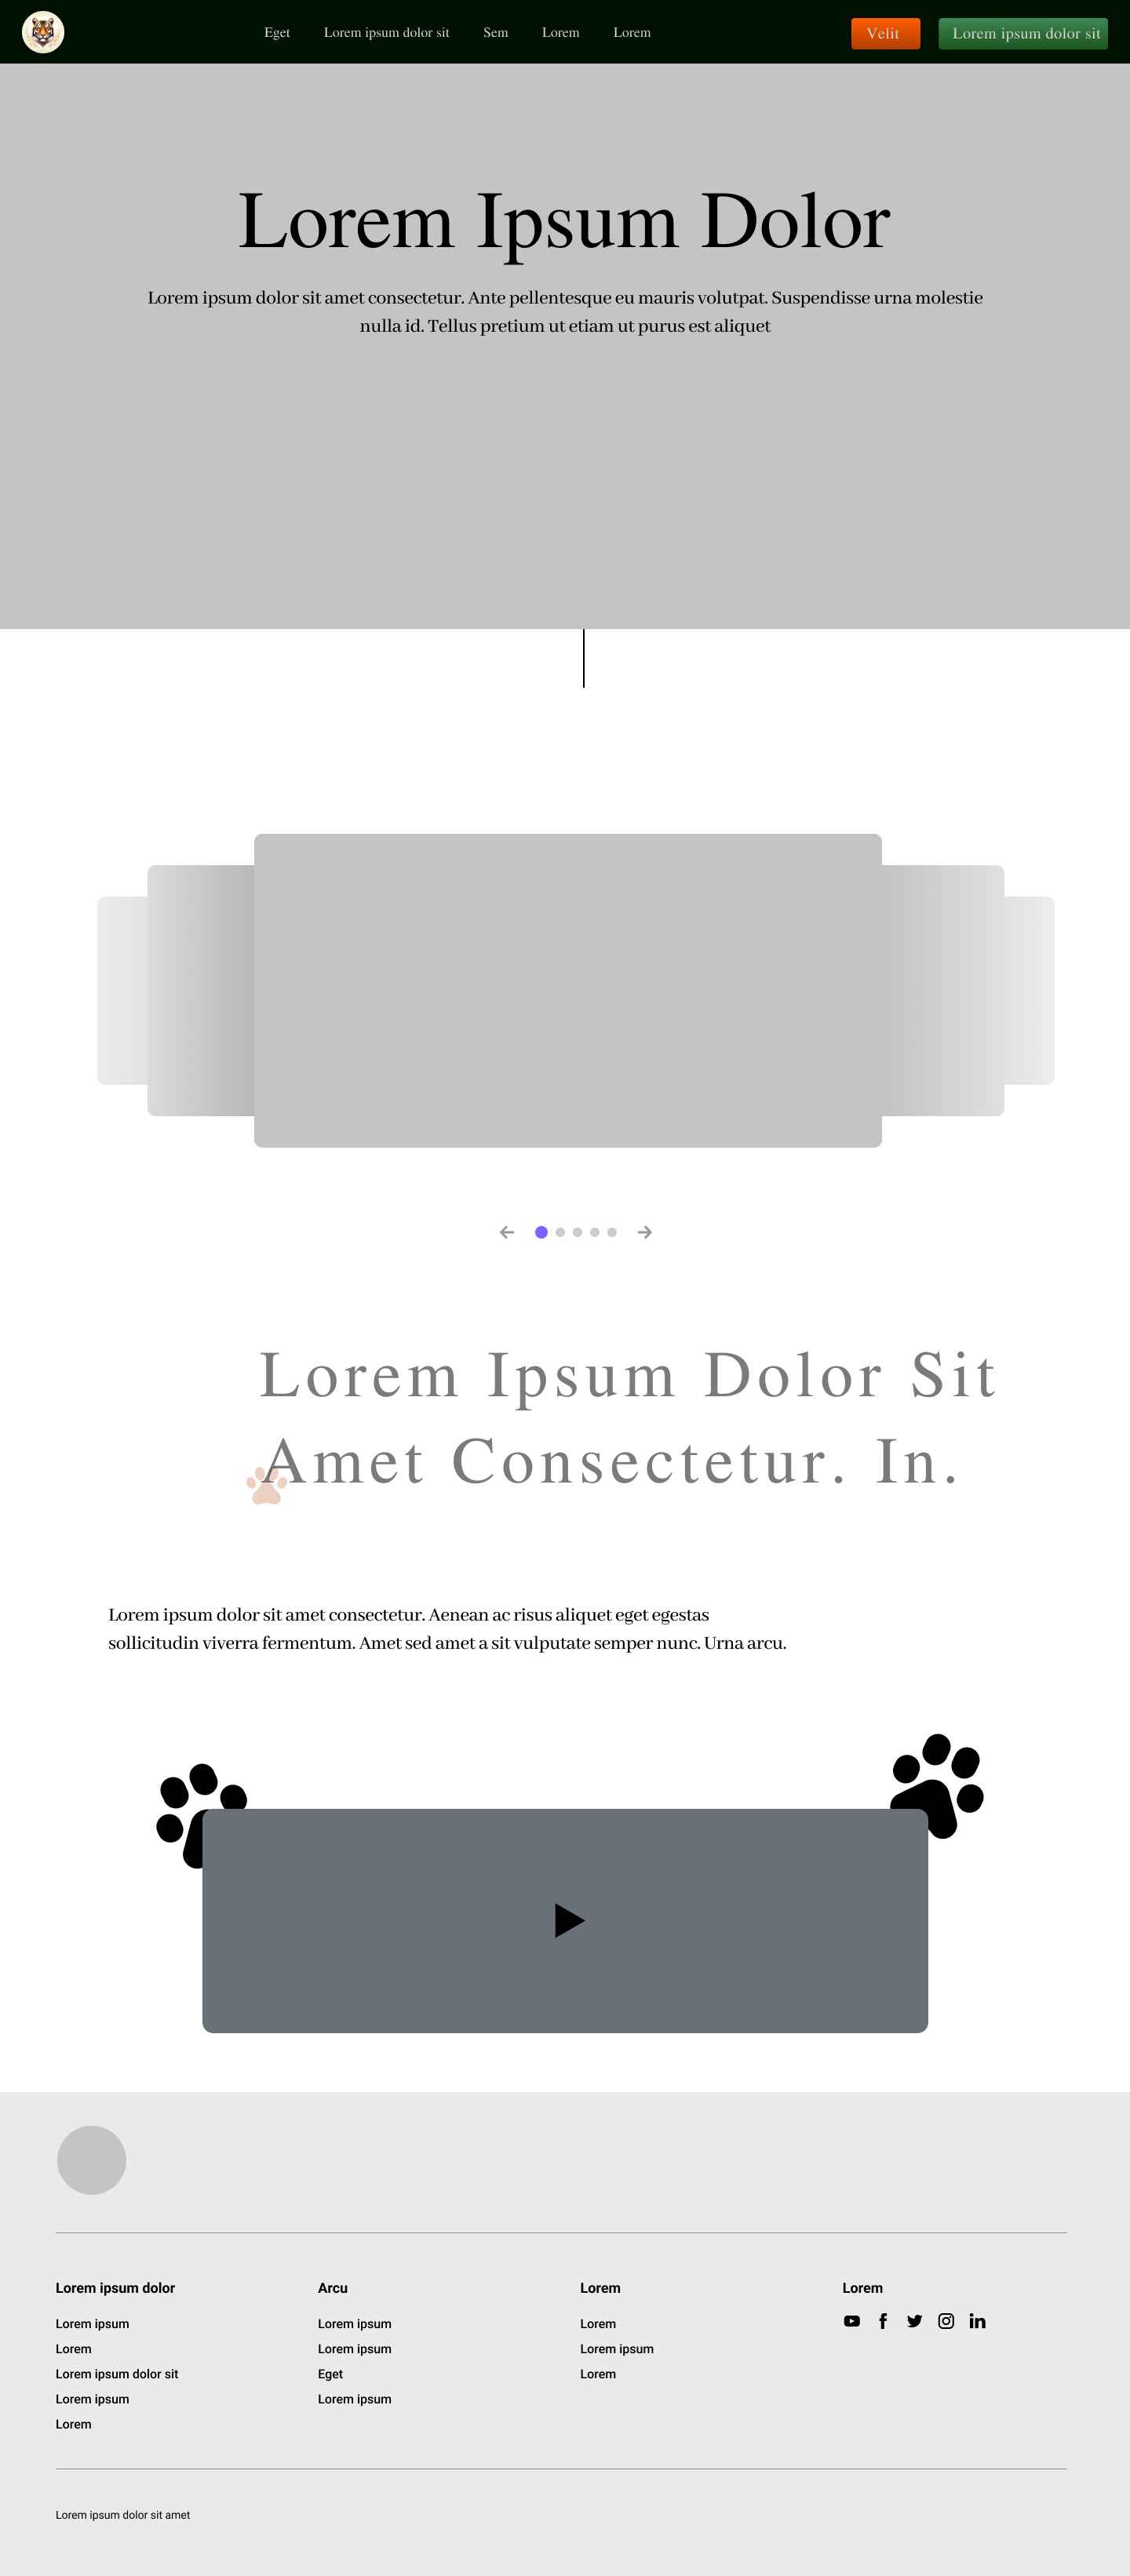 Eget Lorem ipsum dolor sit Sem Lorem Lorem Velit Lorem ipsum dolor sit
Lorem Ipsum Dolor
Lorem ipsum dolor sit amet consectetur. Ante pellentesque eu mauris volutpat. Suspendisse urna molestie
nulla id. Tellus pretium ut etiam ut purus est aliquet
Lorem Ipsum Dolor Sit
Amet Consectetur. In.
Lorem ipsum dolor sit amet consectetur. Aenean ac risus aliquet eget egestas
sollicitudin viverra fermentum. Amet sed amet a sit vulputate semper nunc. Urna arcu.
Lorem ipsum dolor
Lorem ipsum
Lorem
Lorem ipsum dolor sit
Lorem ipsum
Lorem
Arcu
Lorem ipsum
Lorem ipsum
Eget
Lorem ipsum
Lorem
Lorem
Lorem ipsum
Lorem
Lorem
Lorem ipsum dolor sit amet